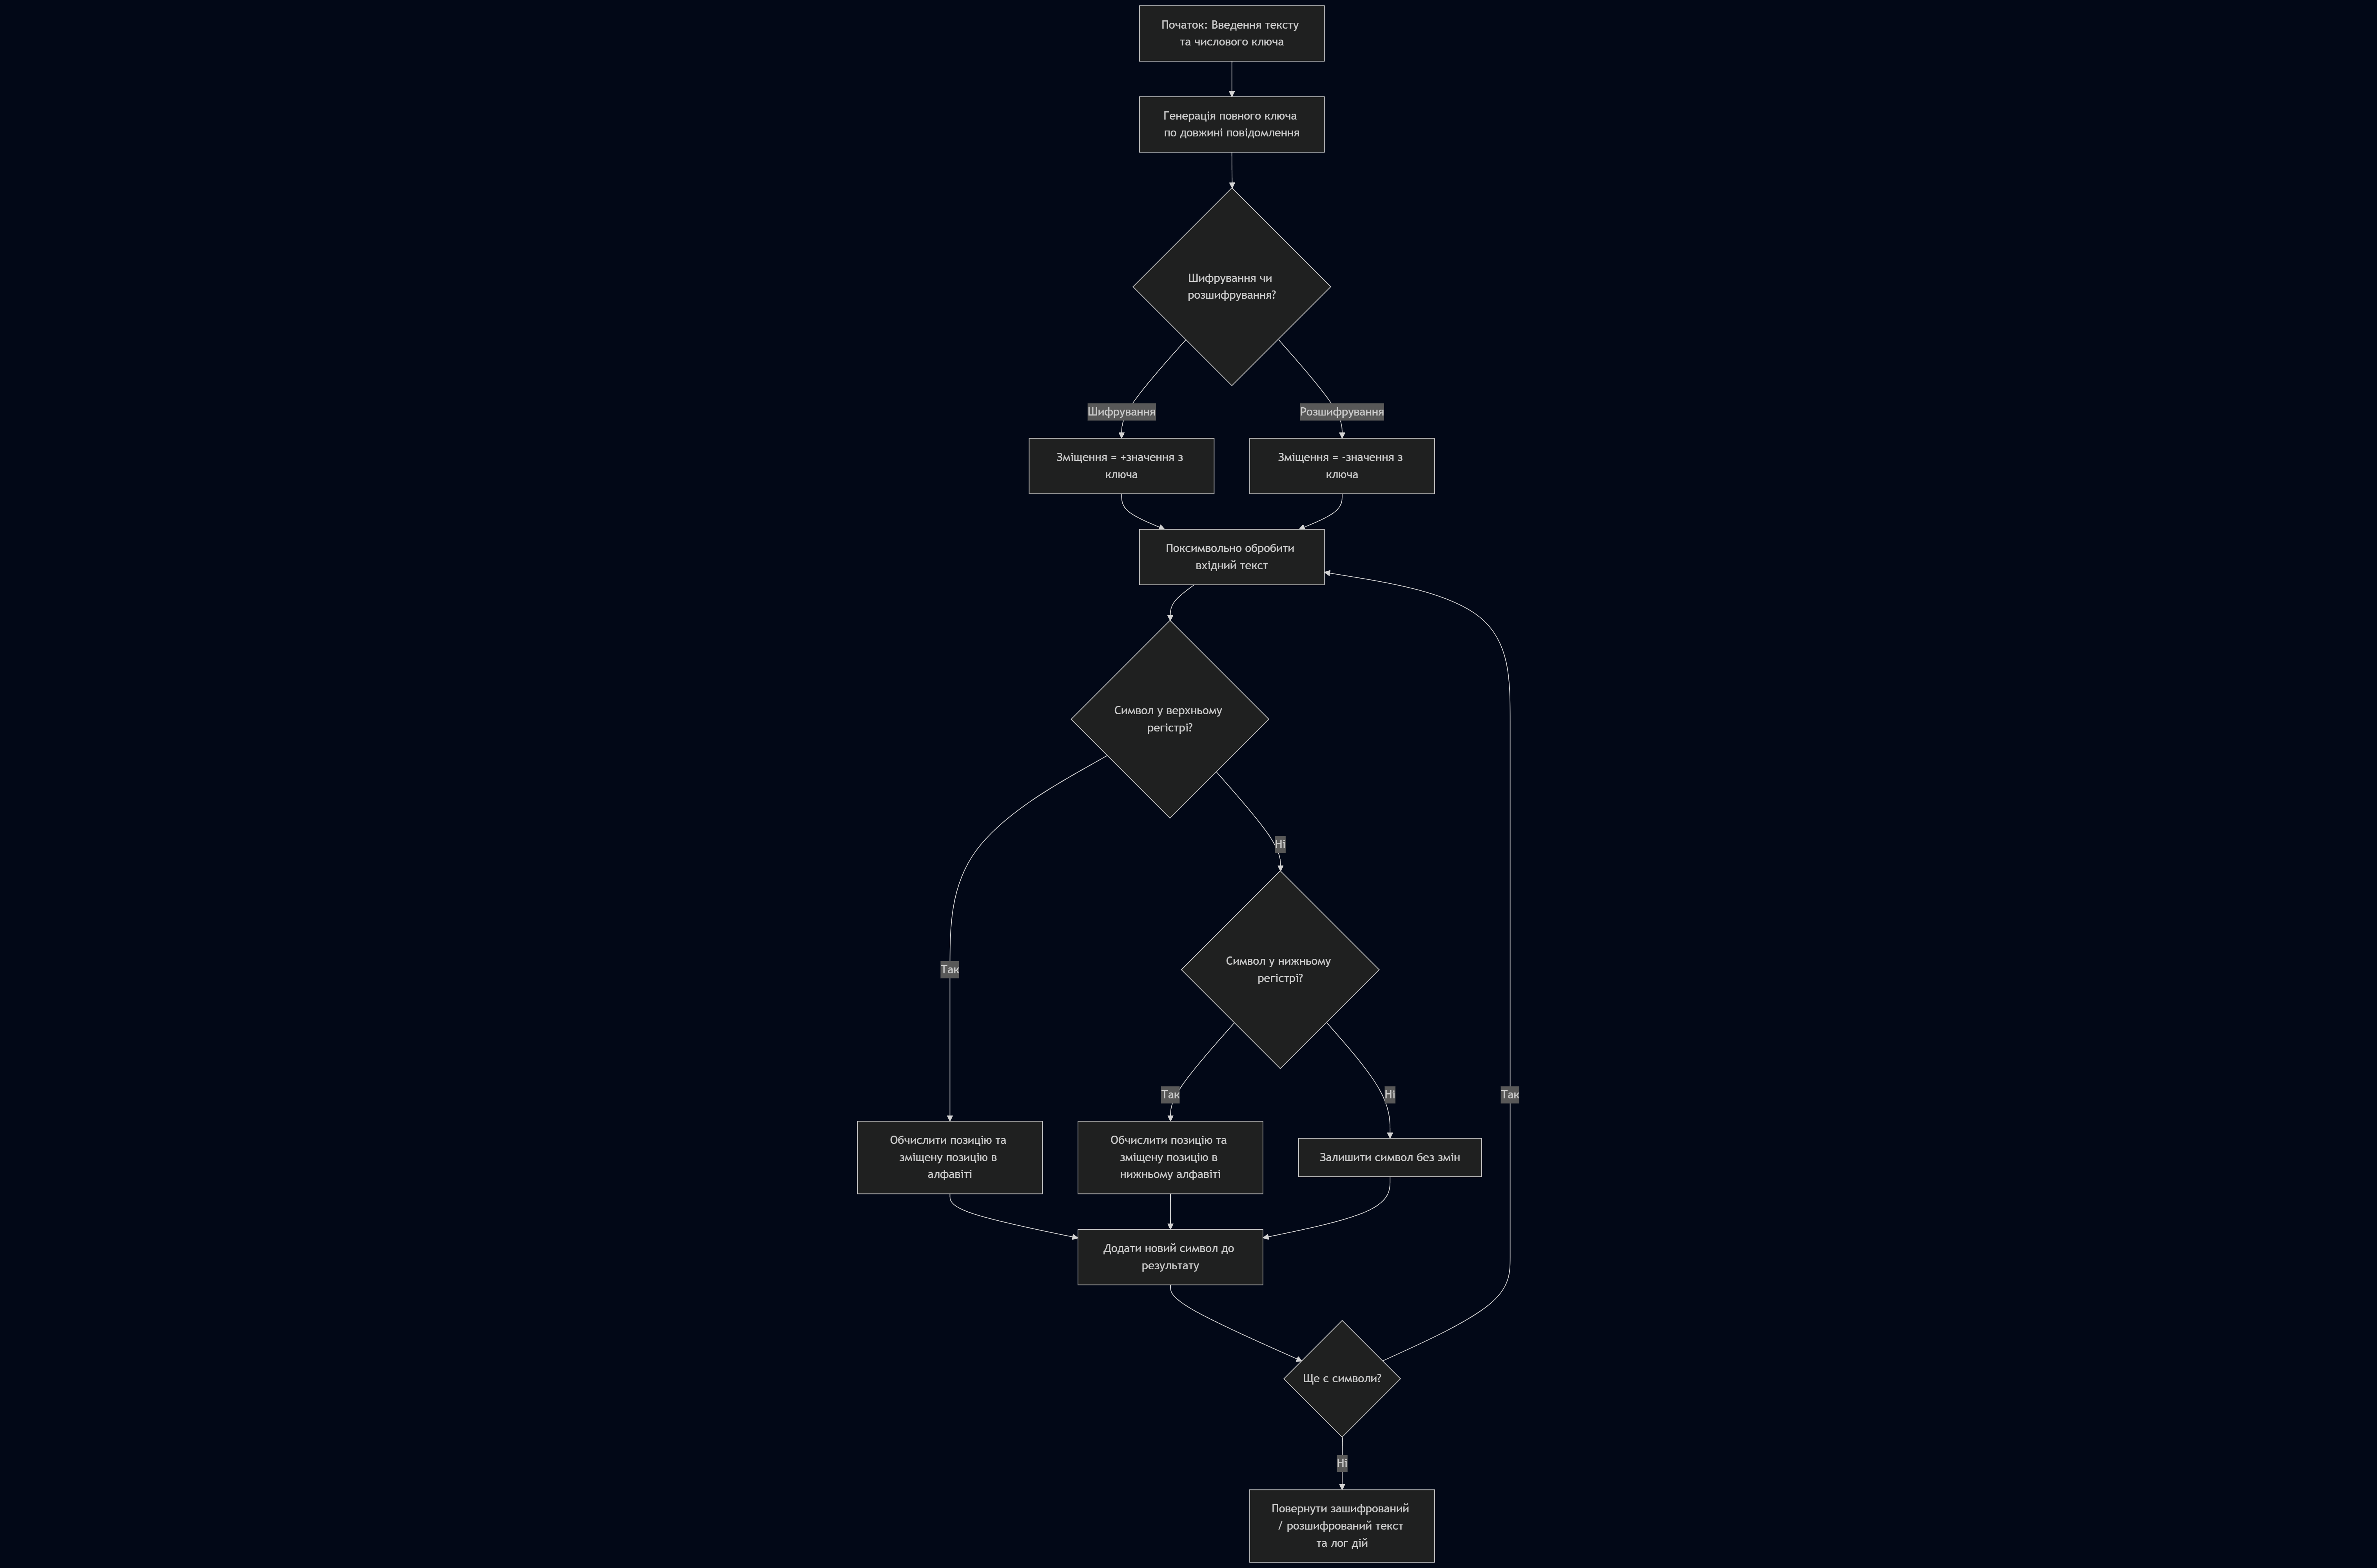 Початок: Введення тексту
та числового ключа
Генерація повного ключа
по довжині повідомлення
Шифрування чи
розшифрування?
Шифрування
Розшифрування
Зміщення = +значення з
ключа
Зміщення = -значення з
ключа
Поксимвольно обробити
вхідний текст
Символ у верхньому
регістрі?
Ні
Так
Символ у нижньому
регістрі?
Так
Ні
Так
Обчислити позицію та
зміщену позицію в
алфавіті
Обчислити позицію та
зміщену позицію в
нижньому алфавіті
Залишити символ без змін
Додати новий символ до
результату
Ще є символи?
Ні
Повернути зашифрований
/ розшифрований текст
та лог дій